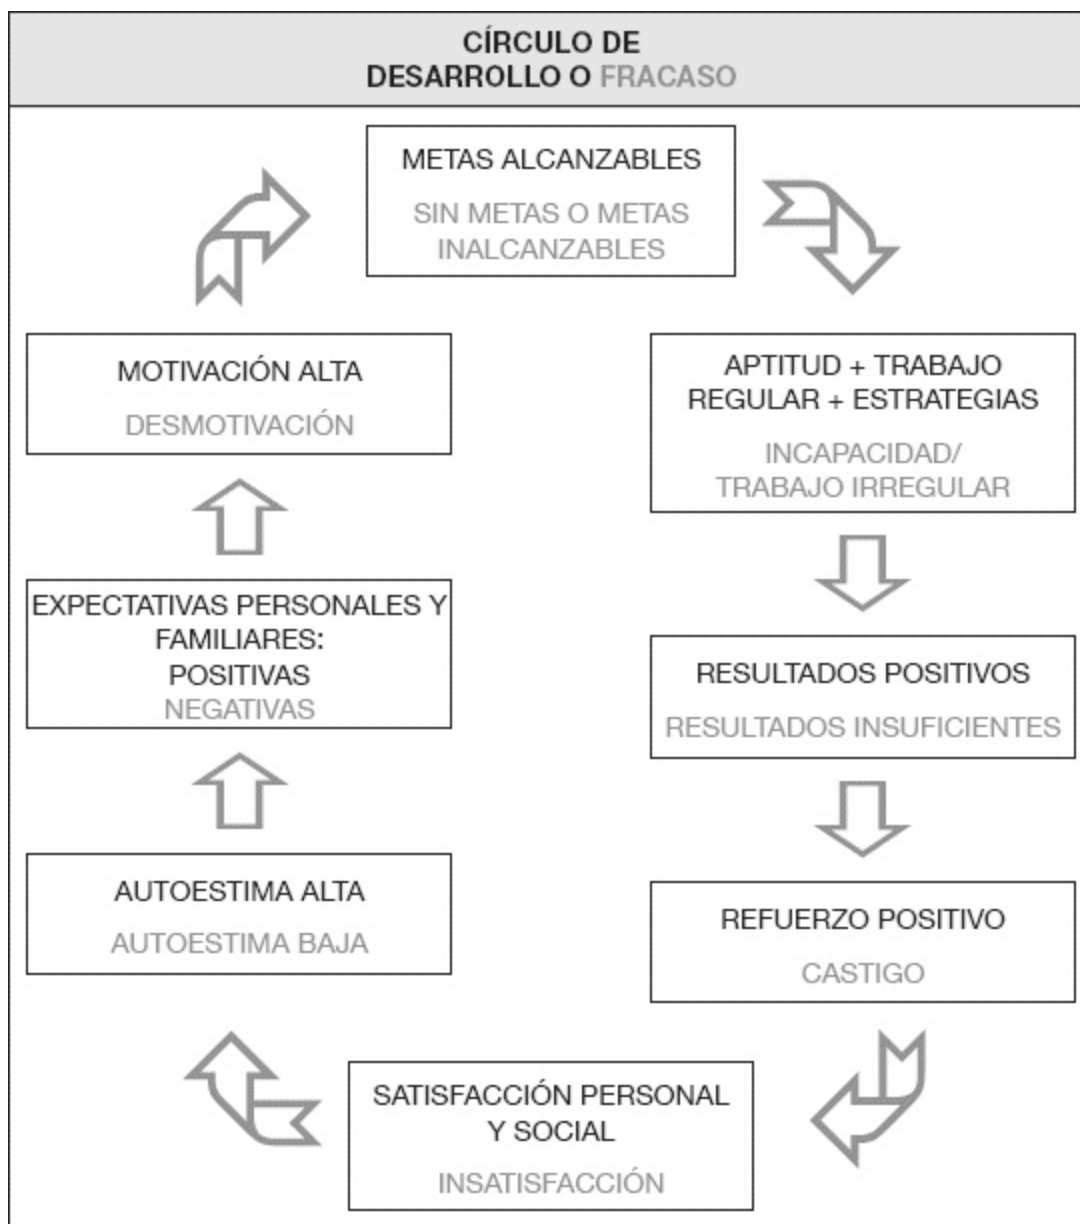 CÍRCULO DE
DESARROLLO O FRACASO
METAS ALCANZABLES
SIN METAS O METAS
INALCANZABLES
APTITUD + TRABAJO
REGULAR + ESTRATEGIAS
INCAPACIDAD/
TRABAJO IRREGULAR
RESULTADOS POSITIVOS
RESULTADOS INSUFICIENTES
REFUERZO POSITIVO
CASTIGO
SATISFACCIÓN PERSONAL
Y SOCIAL
INSATISFACCIÓN
AUTOESTIMA ALTA
AUTOESTIMA BAJA
EXPECTATIVAS PERSONALES Y
FAMILIARES:
POSITIVAS
NEGATIVAS
MOTIVACIÓN ALTA
DESMOTIVACIÓN